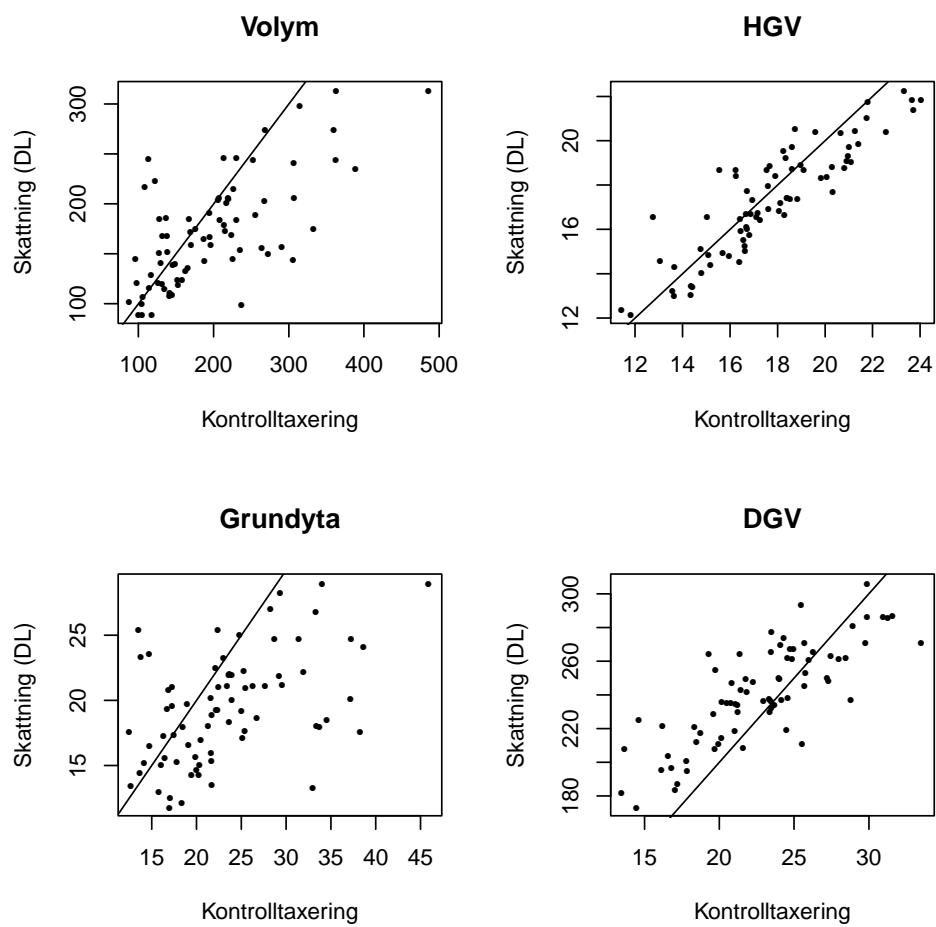 Volym
Skattning (DL)
300
200
100
100 200 300 400 500
Kontrolltaxering
HGV
Skattning (DL)
20
16
12
12 14 16 18 20 22 24
Kontrolltaxering
Grundyta
Skattning (DL)
25
15
15 20 25 30 35 40 45
Kontrolltaxering
DGV
Skattning (DL)
300
260
220
180
15 20 25 30
Kontrolltaxering